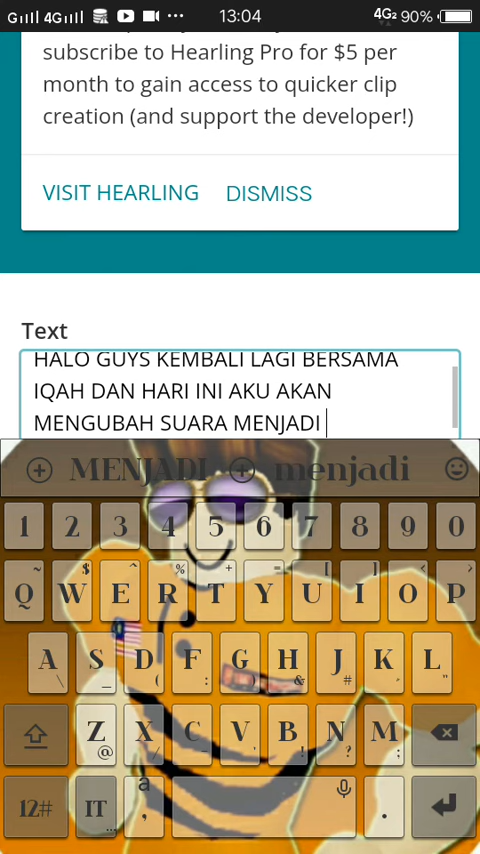 4G 4G 13:04 4G2 90%
subscribe to Hearling Pro for $5 per
month to gain access to quicker clip
creation (and support the developer!)
VISIT HEARLING DISMISS
Text
HALO GUYS KEMBALI LAGI BERSAMA
IQAH DAN HARI INI AKU AKAN
MENGUBAH SUARA MENJADI
MENJADI menjadi
1 2 3 4 5 6 7 8 9 0
Q W E R T Y U I O P
A S D F G H J K L
Z X C V B N M
12# IT , .